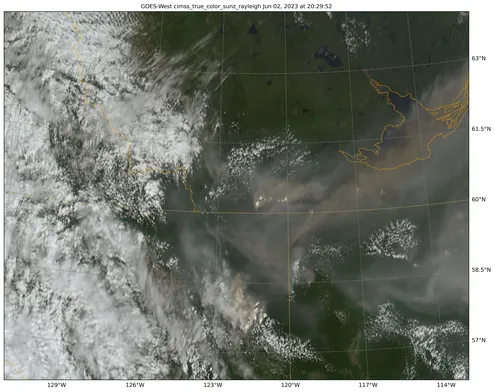 GOES-West cimss_true_color_sunz_rayleigh Jun 02, 2023 at 20:29:52
63°N
61.5°N
60°N
58.5°N
57°N
129°W 126°W 123°W 120°W 117°W 114°W